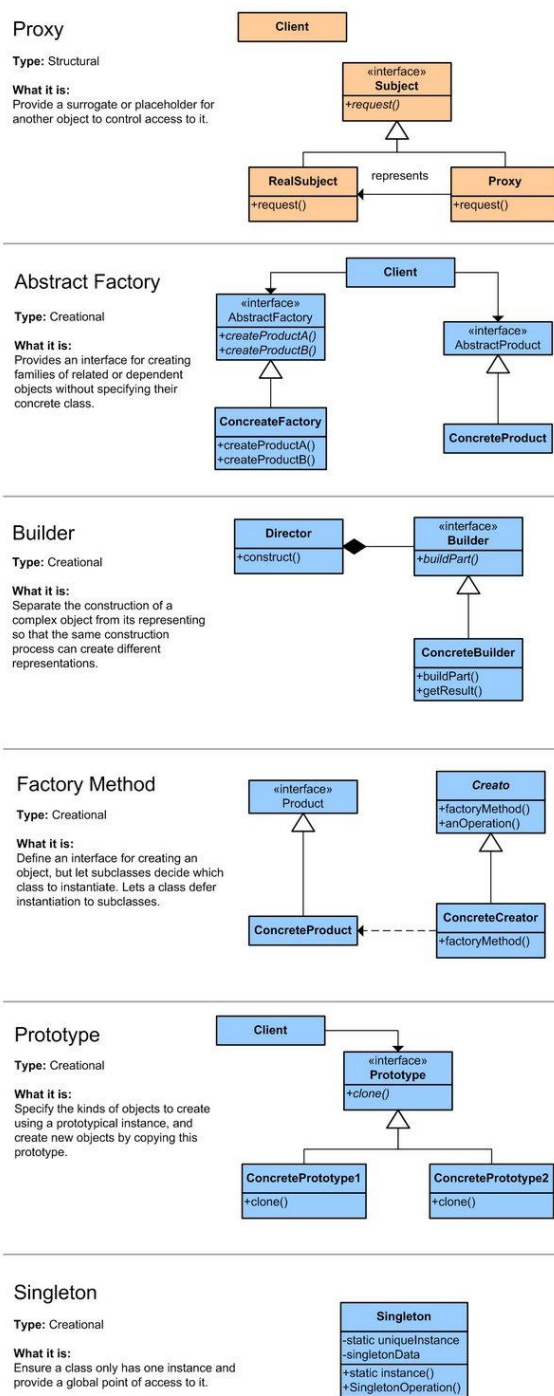 Proxy
Type: Structural
What it is:
Provide a surrogate or placeholder for
another object to control access to it.
Client
«interface»
Subject
+request()
RealSubject
+request()
represents
Proxy
+request()
Abstract Factory
Type: Creational
What it is:
Provides an interface for creating
families of related or dependent
objects without specifying their
concrete class.
Client
«interface»
AbstractFactory
+createProductA()
+createProductB()
«interface»
AbstractProduct
ConcreateFactory
+createProductA()
+createProductB()
ConcreteProduct
Builder
Type: Creational
What it is:
Separate the construction of a
complex object from its representing
so that the same construction
process can create different
representations.
Director
+construct()
«interface»
Builder
+buildPart()
ConcreteBuilder
+buildPart()
+getResult()
Factory Method
Type: Creational
What it is:
Define an interface for creating an
object, but let subclasses decide which
class to instantiate. Lets a class defer
instantiation to subclasses.
«interface»
Product
Creato
+factoryMethod()
+anOperation()
ConcreteProduct
ConcreteCreator
+factoryMethod()
Prototype
Type: Creational
What it is:
Specify the kinds of objects to create
using a prototypical instance, and
create new objects by copying this
prototype.
Client
«interface»
Prototype
+clone()
ConcretePrototype1
+clone()
ConcretePrototype2
+clone()
Singleton
Type: Creational
What it is:
Ensure a class only has one instance and
provide a global point of access to it.
Singleton
-static uniqueInstance
-singletonData
+static instance()
+SingletonOperation()